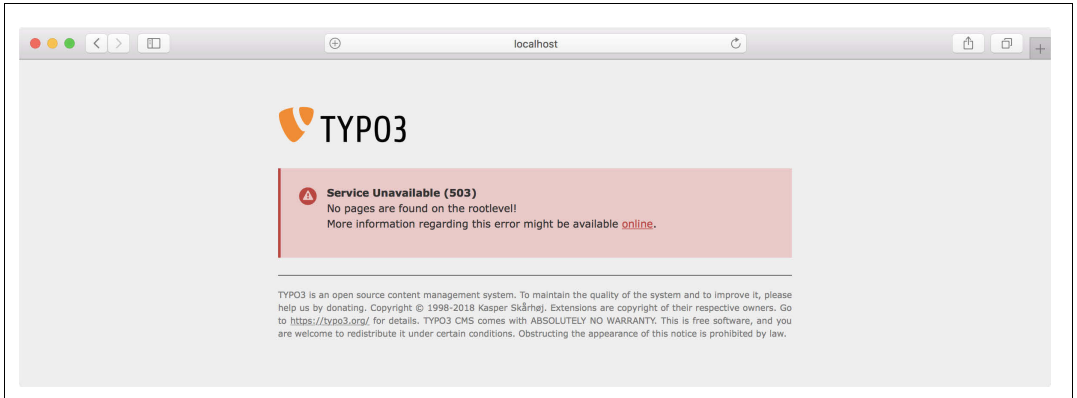 localhost
TYPO3
Service Unavailable (503)
No pages are found on the rootlevel!
More information regarding this error might be available online.
TYPO3 is an open source content management system. To maintain the quality of the system and to improve it, please
help us by donating. Copyright © 1998-2018 Kasper Skårhøj. Extensions are copyright of their respective owners. Go
to https://typo3.org/ for details. TYPO3 CMS comes with ABSOLUTELY NO WARRANTY. This is free software, and you
are welcome to redistribute it under certain conditions. Obstructing the appearance of this notice is prohibited by law.